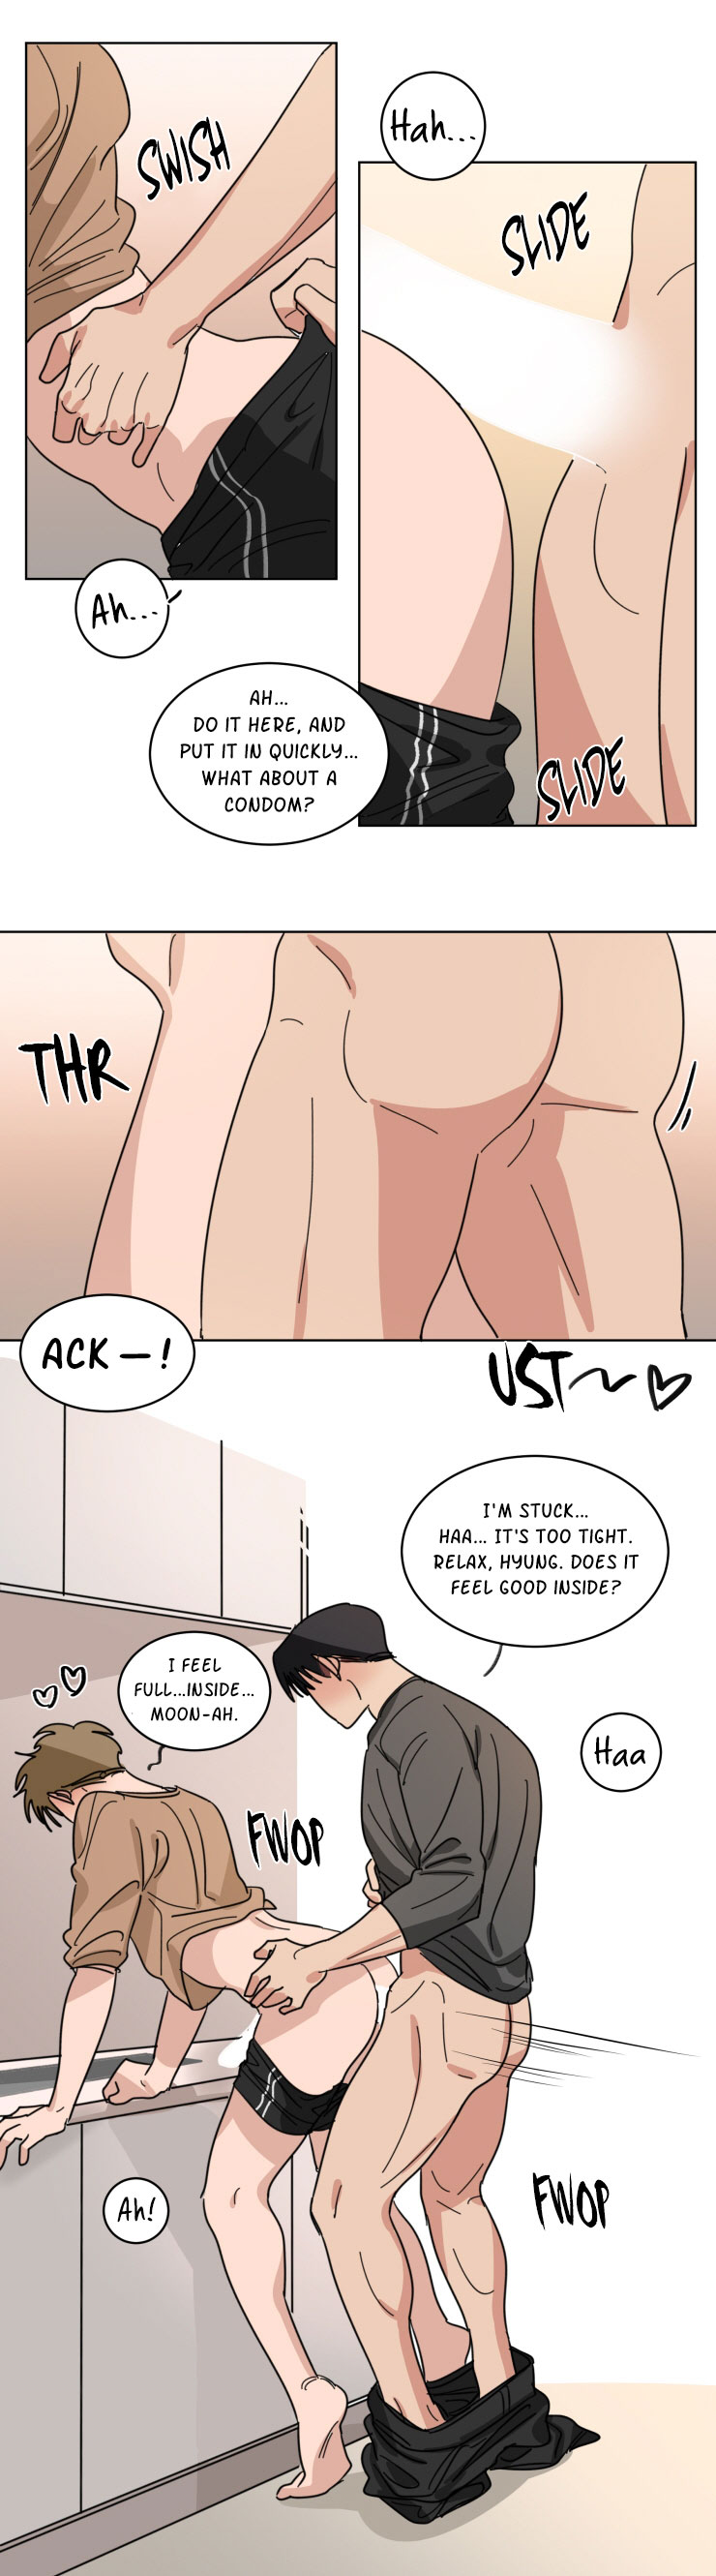 SWISH
Hah...
SLIDE
Ah...
AH...
DO IT HERE, AND
PUT IT IN QUICKLY...
WHAT ABOUT A
CONDOM?
SLIDE
THR
ACK—!
UST~♡
I'M STUCK...
HAA... IT'S TOO TIGHT.
RELAX, HYUNG. DOES IT
FEEL GOOD INSIDE?
I FEEL
FULL...INSIDE...
MOON-AH.
Haa
FWOP
Ah!
FWOP